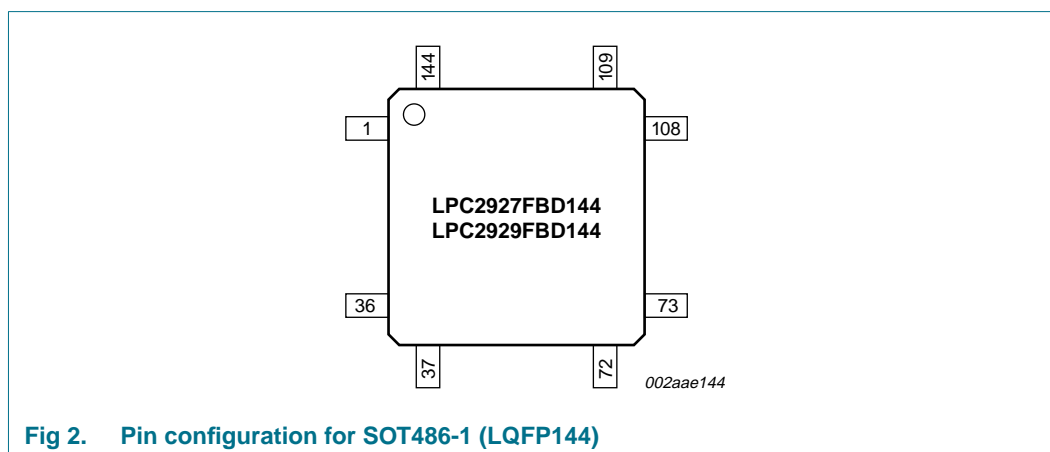 144
109
1
108
LPC2927FBD144
LPC2929FBD144
36
73
37
72
002aae144
Fig 2. Pin configuration for SOT486-1 (LQFP144)